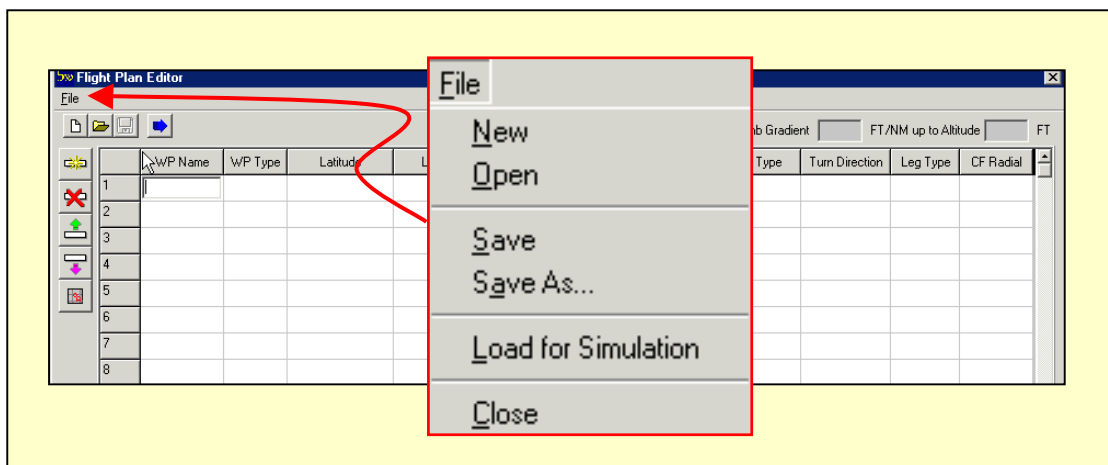 Flight Plan Editor
File
b Gradient FT/NM up to Altitude FT
WP Name WP Type Latitude L Type Turn Direction Leg Type CF Radial
1
2
3
4
5
6
7
8
File
New
Open
Save
Save As...
Load for Simulation
Close